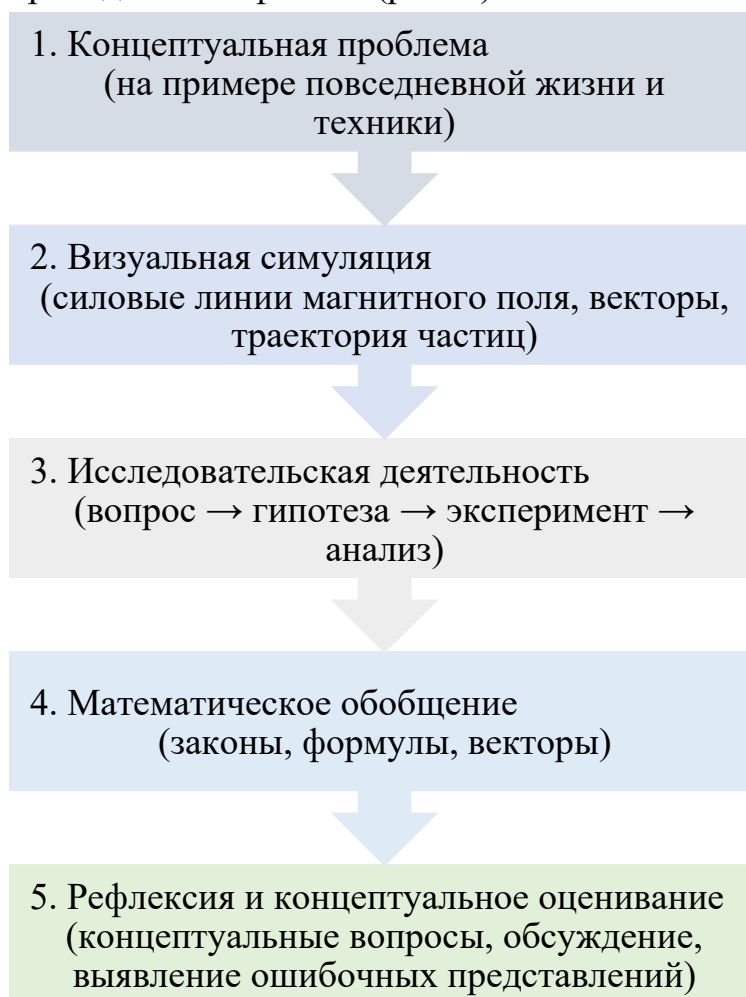 1. Концептуальная проблема
(на примере повседневной жизни и
техники)
2. Визуальная симуляция
(силовые линии магнитного поля, векторы,
траектория частиц)
3. Исследовательская деятельность
(вопрос → гипотеза → эксперимент →
анализ)
4. Математическое обобщение
(законы, формулы, векторы)
5. Рефлексия и концептуальное оценивание
(концептуальные вопросы, обсуждение,
выявление ошибочных представлений)